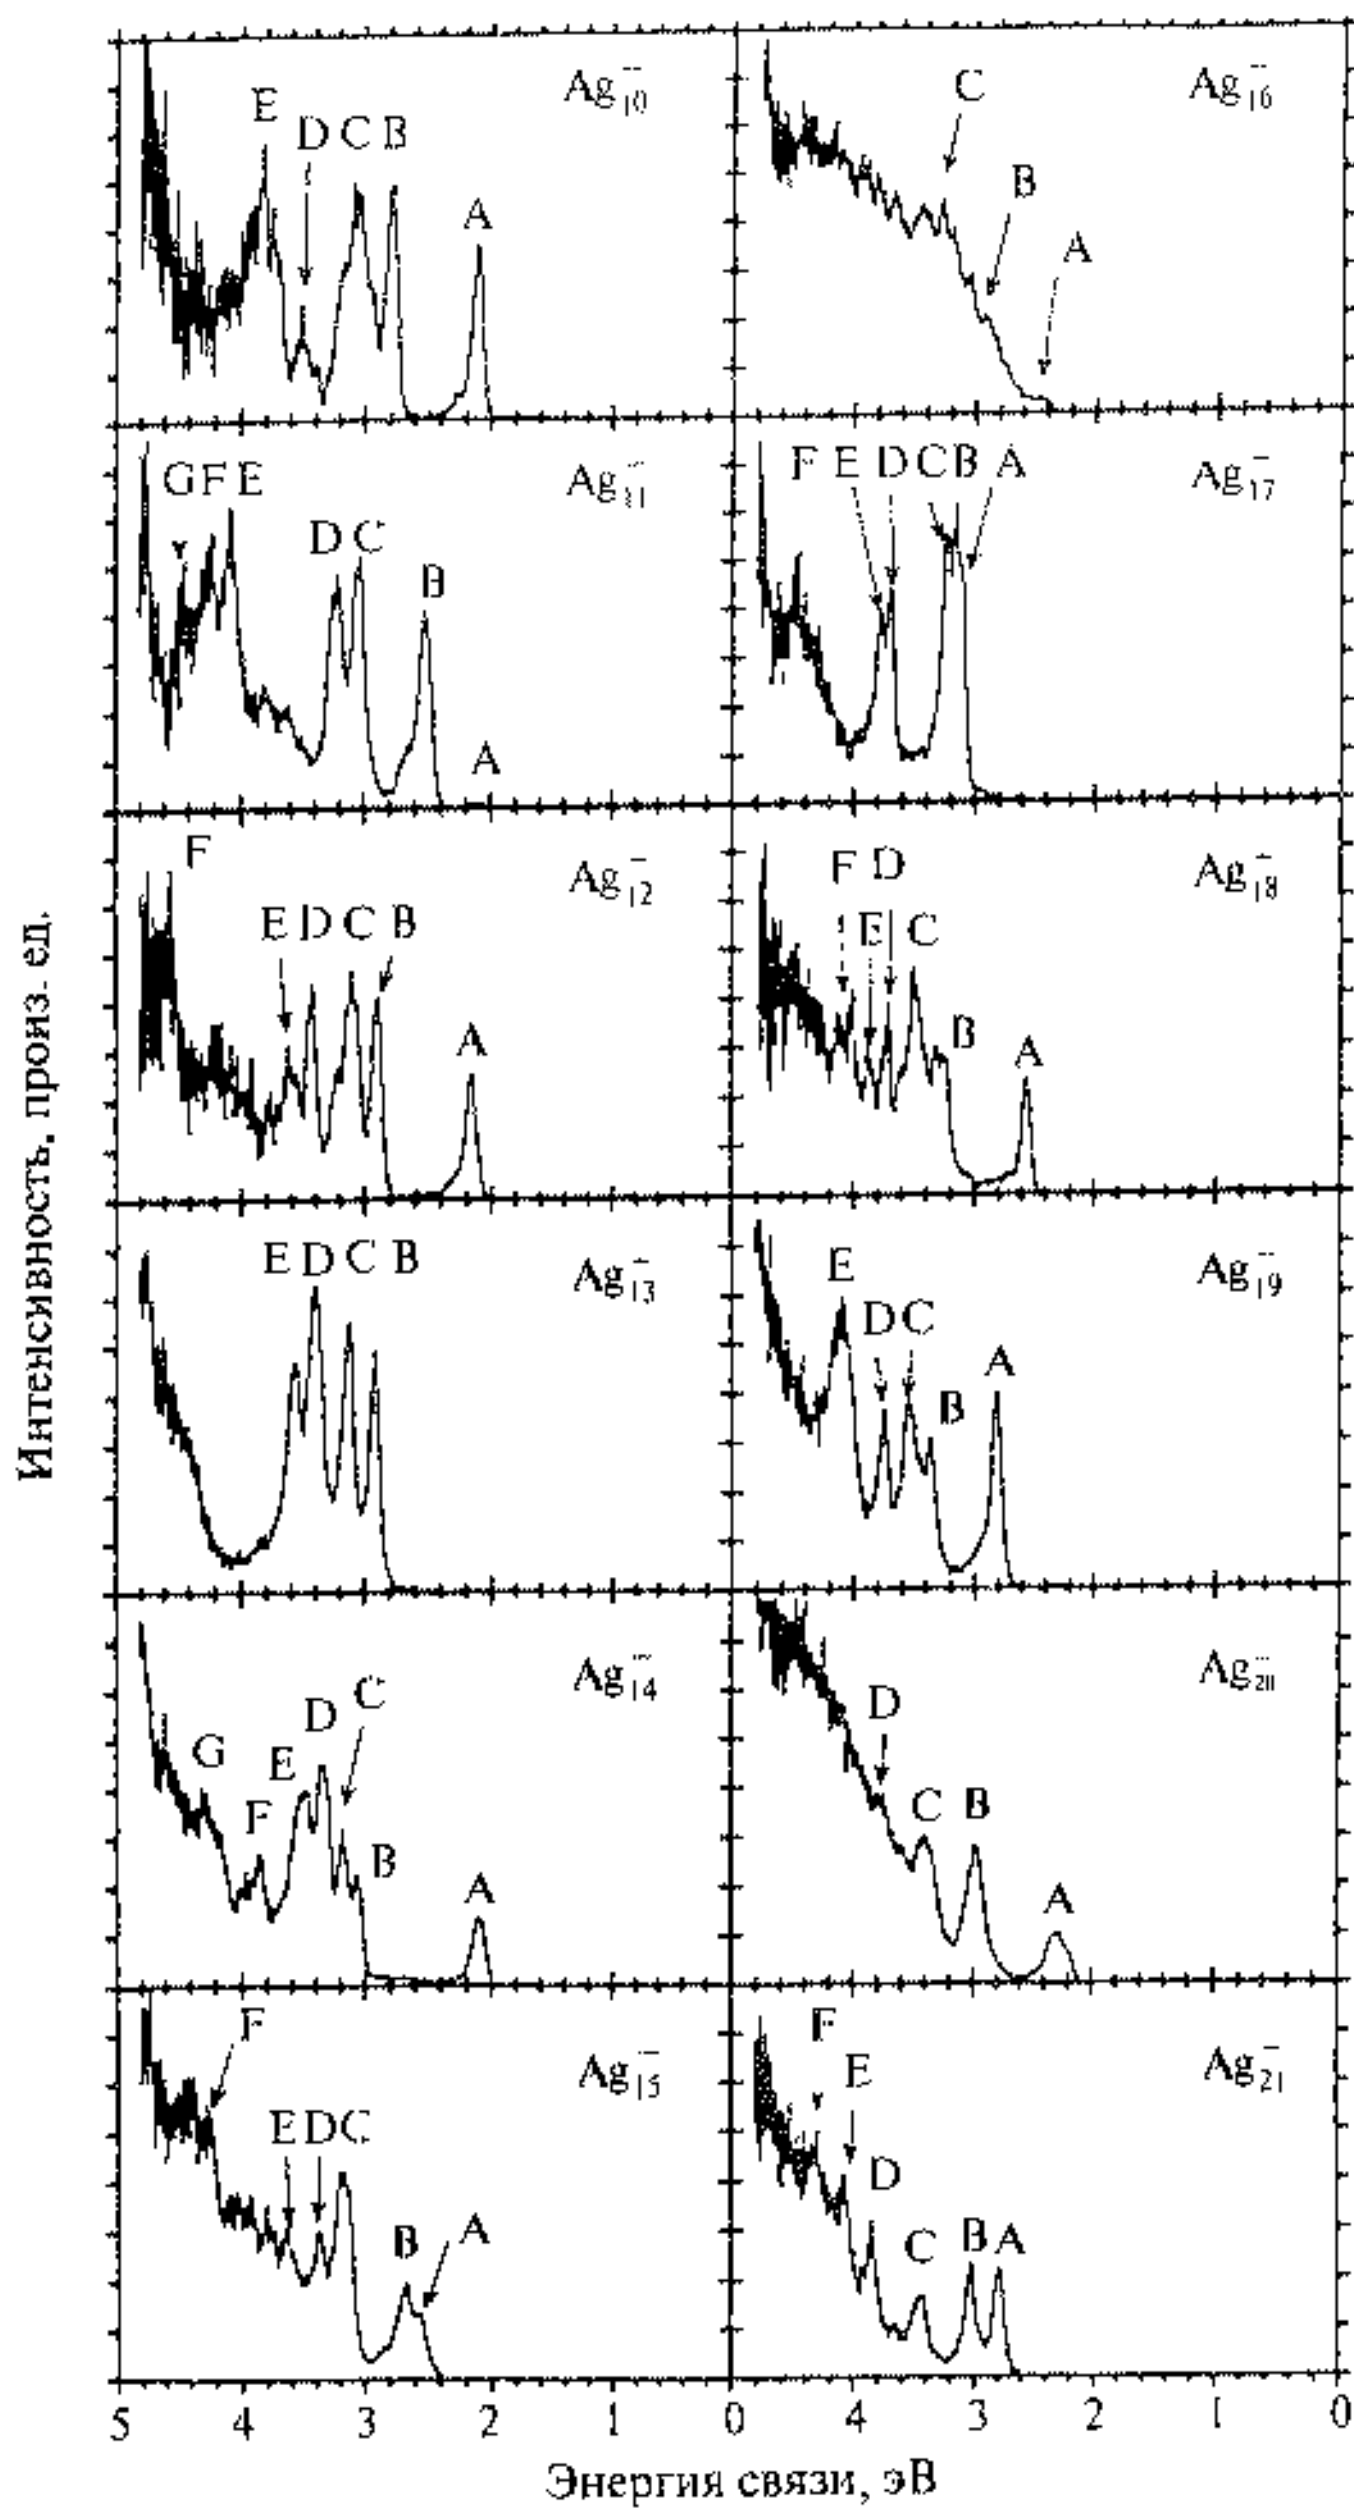 Ag₁₀⁻
E D C B A
Ag₁₆⁻
C B A
Ag₁₁⁻
G F E D C B A
Ag₁₇⁻
F E D C B A
Ag₁₂⁻
F E D C B A
Ag₁₈⁻
F D E C B A
Ag₁₃⁻
E D C B
Ag₁₉⁻
E D C B A
Ag₁₄⁻
G F E D C B A
Ag₂₀⁻
D C B A
Ag₁₅⁻
F E D C B A
Ag₂₁⁻
F E D C B A
5 4 3 2 1 0 4 3 2 1 0
Энергия связи, эВ
Интенсивность, произ. ед.